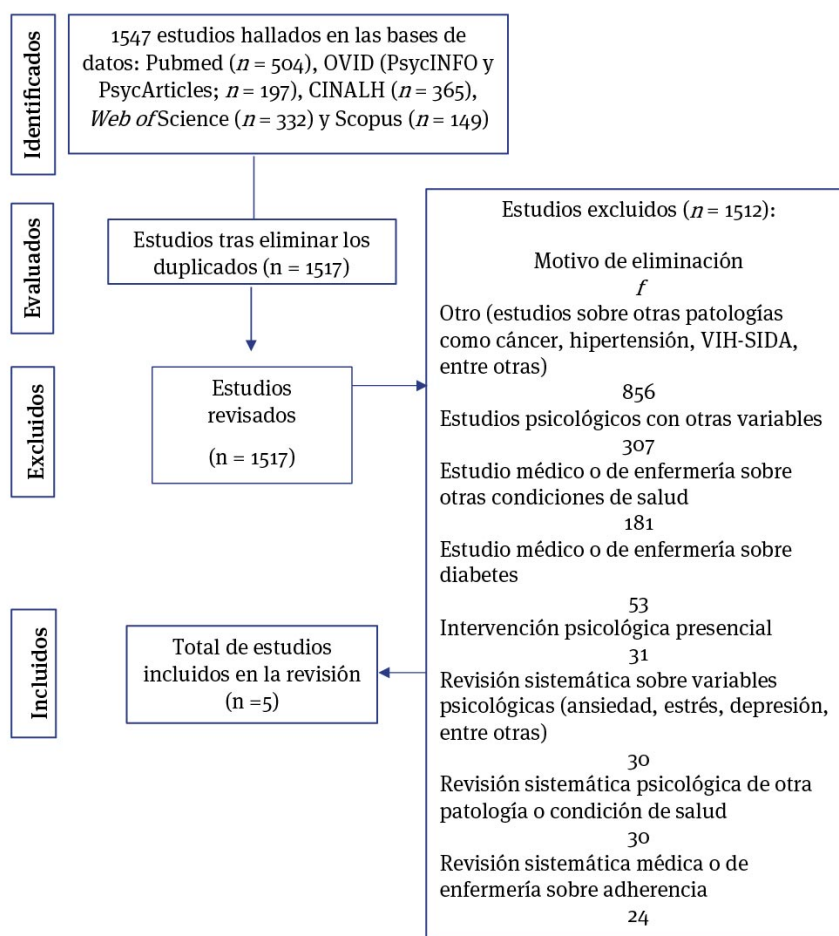 Identificados
1547 estudios hallados en las bases de
datos: Pubmed (n = 504), OVID (PsycINFO y
PsycArticles; n = 197), CINALH (n = 365),
Web of Science (n = 332) y Scopus (n = 149)
Evaluados
Estudios tras eliminar los
duplicados (n = 1517)
Excluidos
Estudios
revisados
(n = 1517)
Estudios excluidos (n = 1512):
Motivo de eliminación
f
Otro (estudios sobre otras patologías
como cáncer, hipertensión, VIH-SIDA,
entre otras)
856
Estudios psicológicos con otras variables
307
Estudio médico o de enfermería sobre
otras condiciones de salud
181
Estudio médico o de enfermería sobre
diabetes
53
Intervención psicológica presencial
31
Revisión sistemática sobre variables
psicológicas (ansiedad, estrés, depresión,
entre otras)
30
Revisión sistemática psicológica de otra
patología o condición de salud
30
Revisión sistemática médica o de
enfermería sobre adherencia
24
Incluidos
Total de estudios
incluidos en la revisión
(n =5)